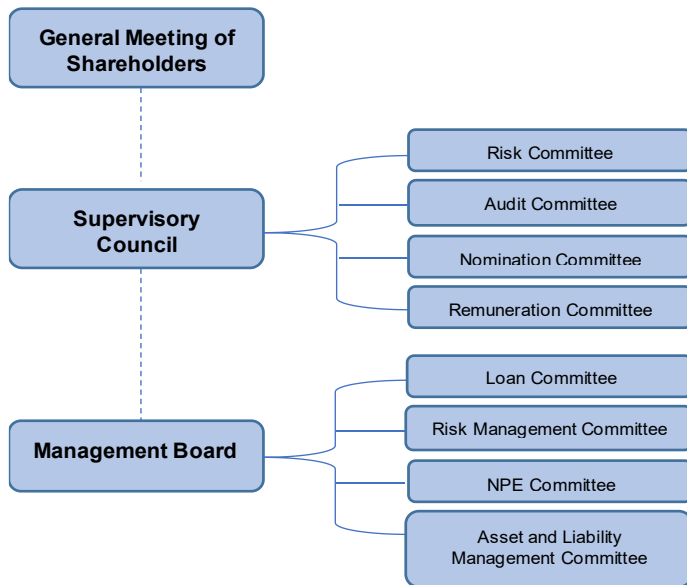 General Meeting of
Shareholders
Risk Committee
Audit Committee
Supervisory
Council
Nomination Committee
Remuneration Committee
Loan Committee
Risk Management Committee
Management Board
NPE Committee
Asset and Liability
Management Committee